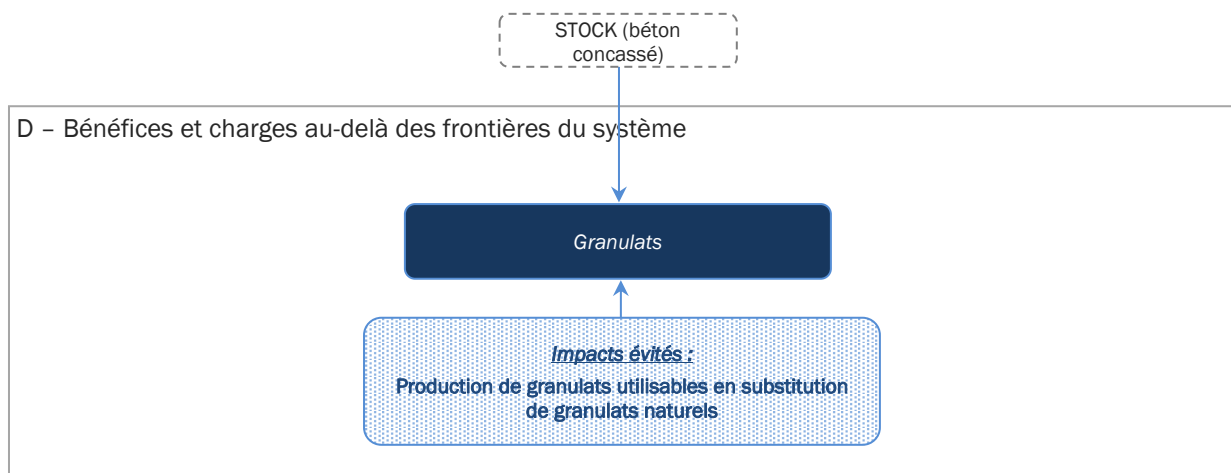 STOCK (béton
concassé)
D – Bénéfices et charges au-delà des frontières du système
Granulats
Impacts évités :
Production de granulats utilisables en substitution
de granulats naturels